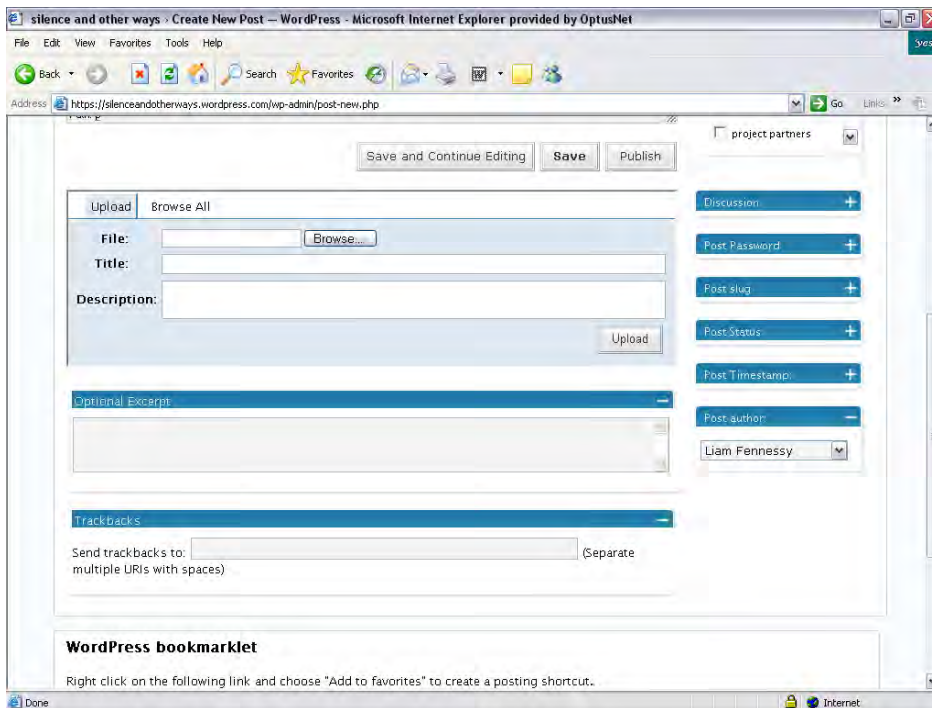 silence and other ways › Create New Post — WordPress - Microsoft Internet Explorer provided by OptusNet
File Edit View Favorites Tools Help
Back Search Favorites
Address https://silenceandotherways.wordpress.com/wp-admin/post-new.php Go Links »
project partners
Save and Continue Editing Save Publish
Upload Browse All
Discussion
File: Browse...
Post Password
Title:
Description:
Post slug
Upload
Post Status
Post Timestamp:
Optional Excerpt
Post author:
Liam Fennessy
Trackbacks
Send trackbacks to: (Separate
multiple URIs with spaces)
WordPress bookmarklet
Right click on the following link and choose "Add to favorites" to create a posting shortcut.
Done Internet